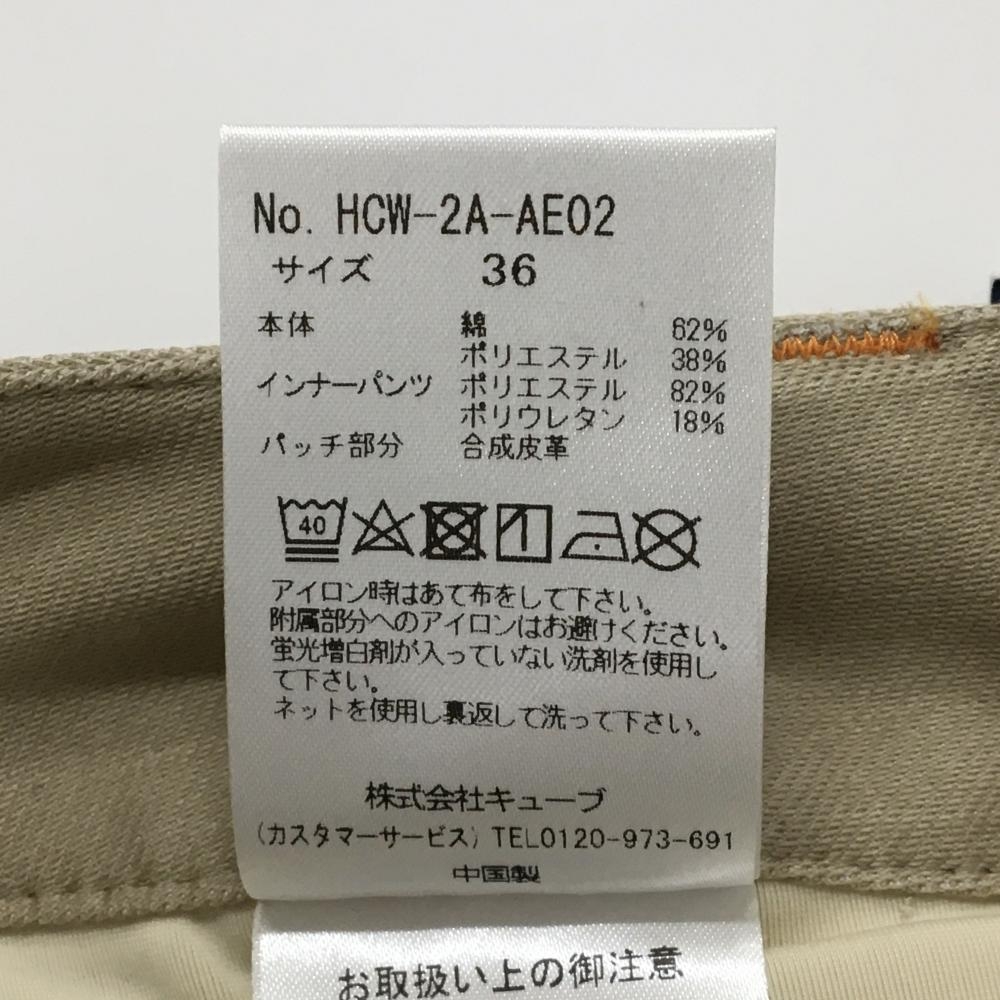 No. HCW-2A-AE02
サイズ 36
本体 綿 62%
ポリエステル 38%
インナーパンツ ポリエステル 82%
ポリウレタン 18%
パッチ部分 合成皮革
40
アイロン時はあて布をして下さい。
附属部分へのアイロンはお避けください。
蛍光増白剤が入っていない洗剤を使用し
て下さい。
ネットを使用し裏返して洗って下さい。
株式会社キューブ
(カスタマーサービス) TEL0120-973-691
中国製
お取扱い上の御注意